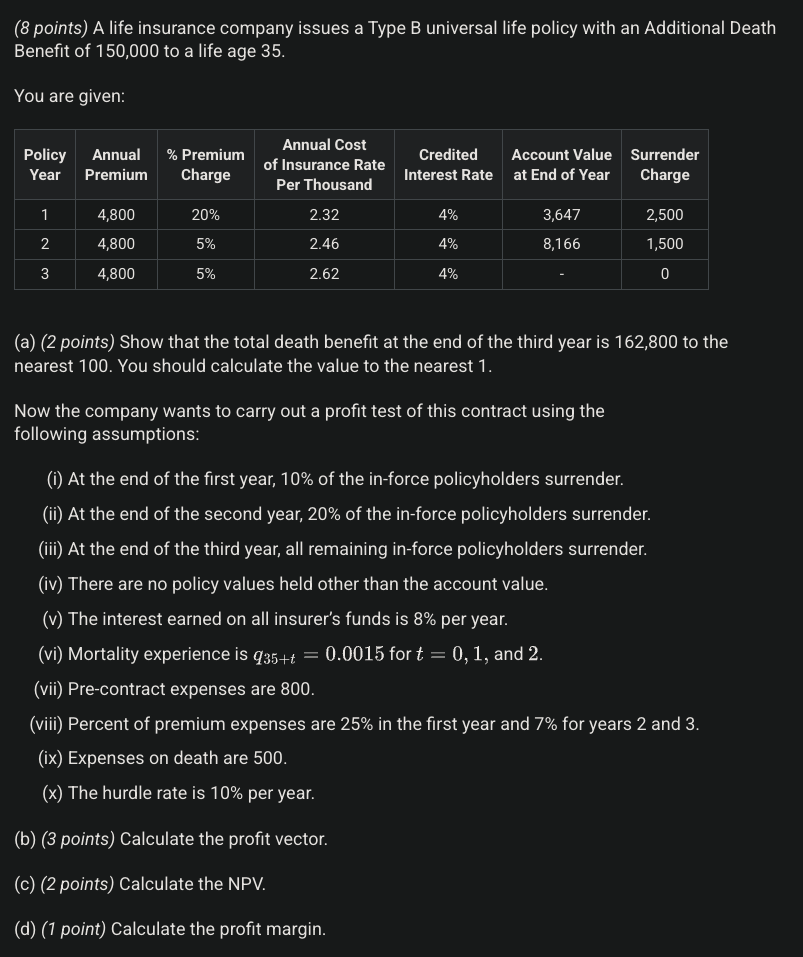 (8 points) A life insurance company issues a Type B universal life policy with an Additional Death
Benefit of 150,000 to a life age 35.
You are given:
Policy Year | Annual Premium | % Premium Charge | Annual Cost of Insurance Rate Per Thousand | Credited Interest Rate | Account Value at End of Year | Surrender Charge
1 | 4,800 | 20% | 2.32 | 4% | 3,647 | 2,500
2 | 4,800 | 5% | 2.46 | 4% | 8,166 | 1,500
3 | 4,800 | 5% | 2.62 | 4% | - | 0
(a) (2 points) Show that the total death benefit at the end of the third year is 162,800 to the
nearest 100. You should calculate the value to the nearest 1.
Now the company wants to carry out a profit test of this contract using the
following assumptions:
(i) At the end of the first year, 10% of the in-force policyholders surrender.
(ii) At the end of the second year, 20% of the in-force policyholders surrender.
(iii) At the end of the third year, all remaining in-force policyholders surrender.
(iv) There are no policy values held other than the account value.
(v) The interest earned on all insurer's funds is 8% per year.
(vi) Mortality experience is q₃₅₊ₜ = 0.0015 for t = 0, 1, and 2.
(vii) Pre-contract expenses are 800.
(viii) Percent of premium expenses are 25% in the first year and 7% for years 2 and 3.
(ix) Expenses on death are 500.
(x) The hurdle rate is 10% per year.
(b) (3 points) Calculate the profit vector.
(c) (2 points) Calculate the NPV.
(d) (1 point) Calculate the profit margin.